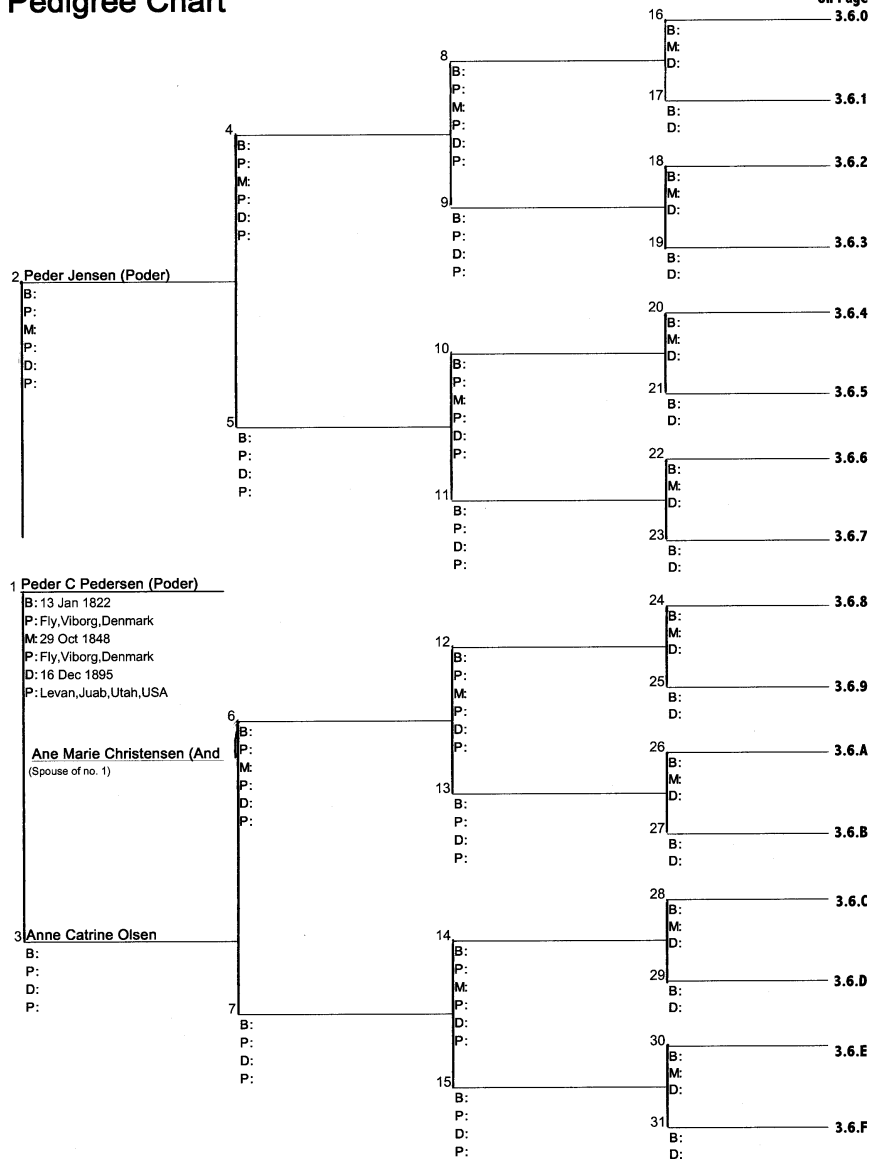 Pedigree Chart
on Page
16
3.6.0
B:
M:
D:
8
B:
P:
M:
P:
D:
P:
17
3.6.1
B:
D:
4
B:
P:
M:
P:
D:
P:
18
3.6.2
B:
M:
D:
9
B:
P:
D:
P:
19
3.6.3
B:
D:
2 Peder Jensen (Poder)
B:
P:
M:
P:
D:
P:
20
3.6.4
B:
M:
D:
10
B:
P:
M:
P:
D:
P:
21
3.6.5
B:
D:
5
B:
P:
D:
P:
22
3.6.6
B:
M:
D:
11
B:
P:
D:
P:
23
3.6.7
B:
D:
1 Peder C Pedersen (Poder)
B: 13 Jan 1822
P: Fly,Viborg,Denmark
M: 29 Oct 1848
P: Fly,Viborg,Denmark
D: 16 Dec 1895
P: Levan,Juab,Utah,USA
24
3.6.8
B:
M:
D:
12
B:
P:
M:
P:
D:
P:
25
3.6.9
B:
D:
6
B:
P:
M:
P:
D:
P:
Ane Marie Christensen (And
(Spouse of no. 1)
26
3.6.A
B:
M:
D:
13
B:
P:
D:
P:
27
3.6.B
B:
D:
28
3.6.C
B:
M:
D:
3 Anne Catrine Olsen
B:
P:
D:
P:
14
B:
P:
M:
P:
D:
P:
29
3.6.D
B:
D:
7
B:
P:
D:
P:
30
3.6.E
B:
M:
D:
15
B:
P:
D:
P:
31
3.6.F
B:
D: